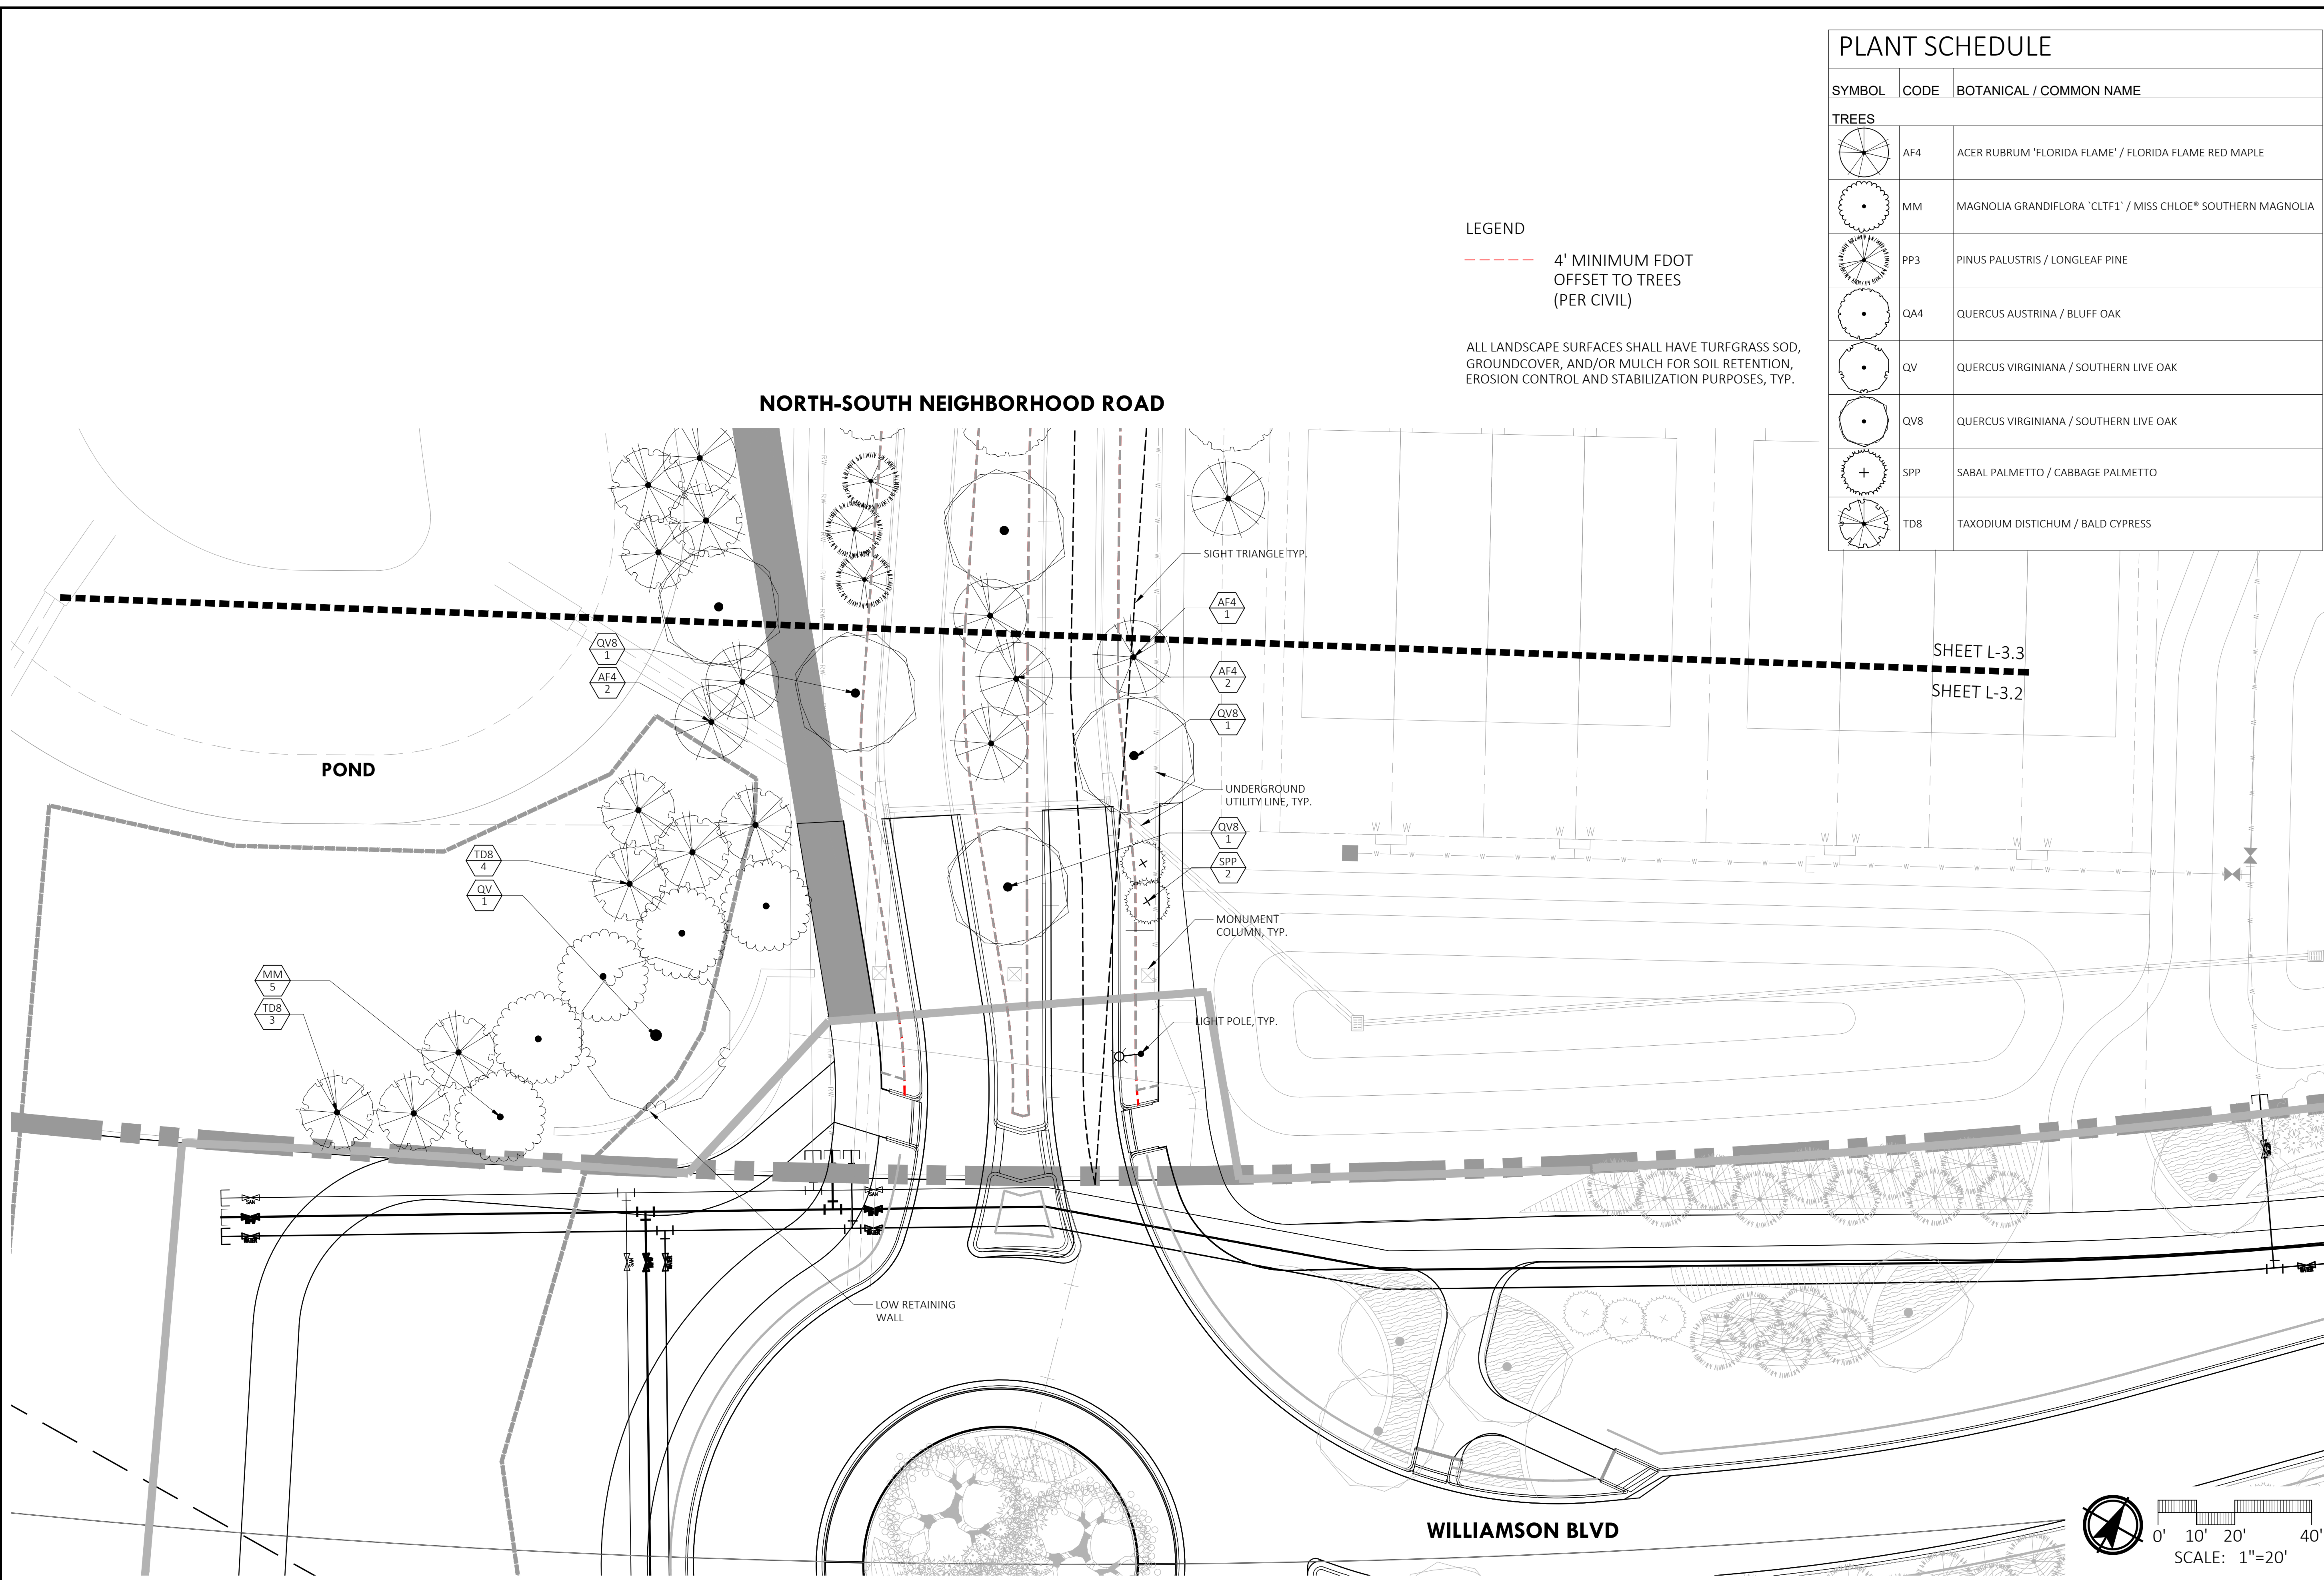 PLANT SCHEDULE
SYMBOL CODE BOTANICAL / COMMON NAME
TREES
AF4 ACER RUBRUM 'FLORIDA FLAME' / FLORIDA FLAME RED MAPLE
MM MAGNOLIA GRANDIFLORA `CLTF1` / MISS CHLOE® SOUTHERN MAGNOLIA
PP3 PINUS PALUSTRIS / LONGLEAF PINE
QA4 QUERCUS AUSTRINA / BLUFF OAK
QV QUERCUS VIRGINIANA / SOUTHERN LIVE OAK
QV8 QUERCUS VIRGINIANA / SOUTHERN LIVE OAK
SPP SABAL PALMETTO / CABBAGE PALMETTO
TD8 TAXODIUM DISTICHUM / BALD CYPRESS
LEGEND
4' MINIMUM FDOT
OFFSET TO TREES
(PER CIVIL)
ALL LANDSCAPE SURFACES SHALL HAVE TURFGRASS SOD,
GROUNDCOVER, AND/OR MULCH FOR SOIL RETENTION,
EROSION CONTROL AND STABILIZATION PURPOSES, TYP.
NORTH-SOUTH NEIGHBORHOOD ROAD
SIGHT TRIANGLE TYP.
AF4
1
QV8
1
AF4
2
AF4
2
QV8
1
SHEET L-3.3
SHEET L-3.2
POND
UNDERGROUND
UTILITY LINE, TYP.
QV8
1
SPP
2
TD8
4
QV
1
MONUMENT
COLUMN, TYP.
MM
5
TD8
3
LIGHT POLE, TYP.
LOW RETAINING
WALL
W W W W W W W W
SAN
SAN
SAN
WILLIAMSON BLVD
0' 10' 20' 40'
SCALE: 1"=20'